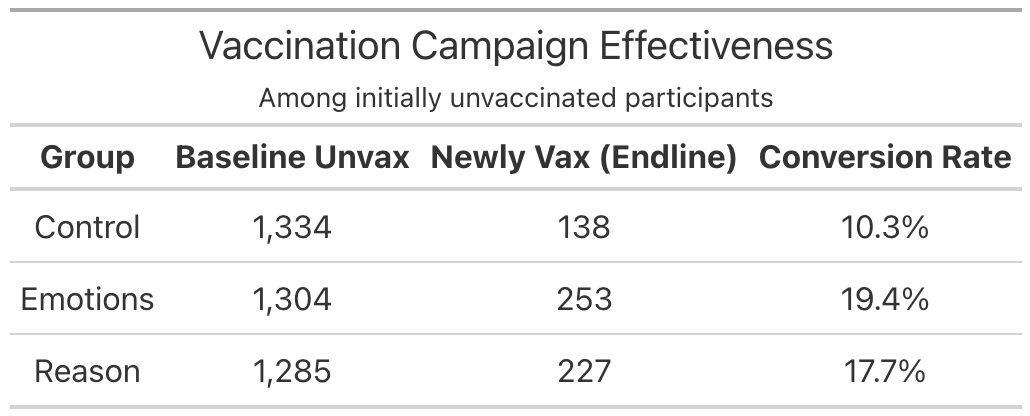 Vaccination Campaign Effectiveness
Among initially unvaccinated participants
Group Baseline Unvax Newly Vax (Endline) Conversion Rate
Control 1,334 138 10.3%
Emotions 1,304 253 19.4%
Reason 1,285 227 17.7%